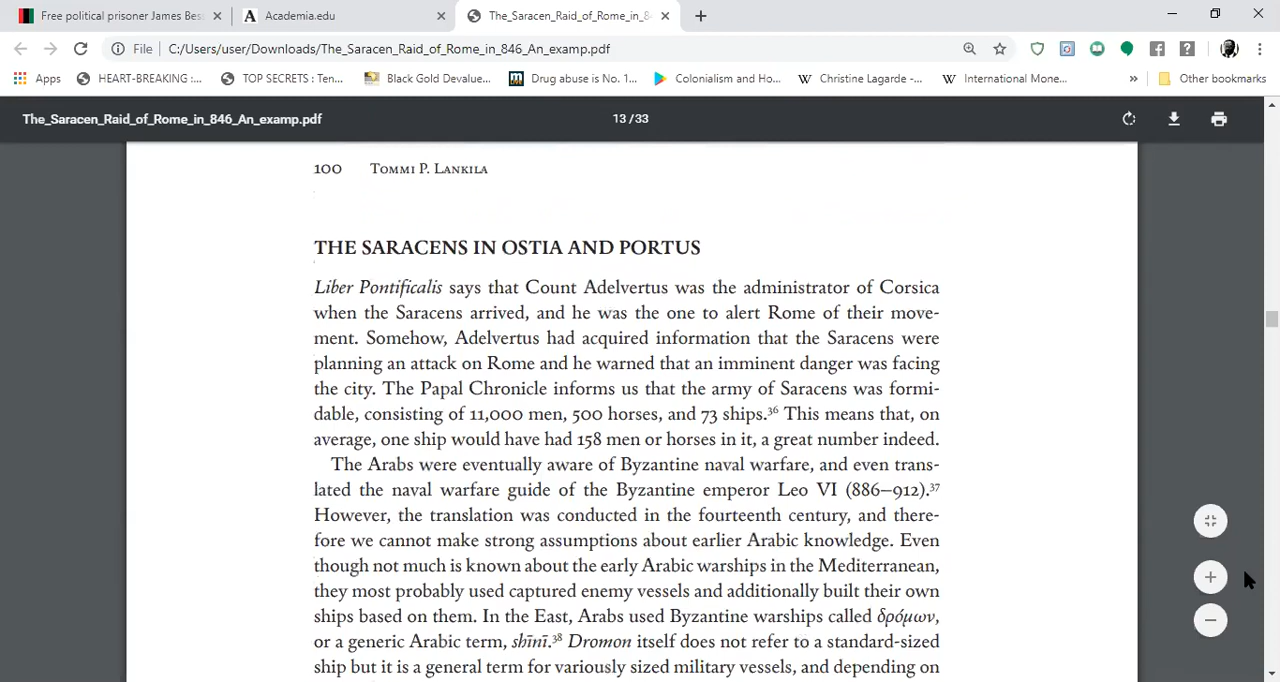 Free political prisoner James Bes
Academia.edu
The_Saracen_Raid_of_Rome_in_8
File
C:/Users/user/Downloads/The_Saracen_Raid_of_Rome_in_846_An_examp.pdf
Apps
HEART-BREAKING :...
TOP SECRETS : Ten...
Black Gold Devalue...
Drug abuse is No. 1...
Colonialism and Ho...
Christine Lagarde -...
International Mone...
»
Other bookmarks
The_Saracen_Raid_of_Rome_in_846_An_examp.pdf
13 / 33
100 Tommi P. Lankila
THE SARACENS IN OSTIA AND PORTUS
Liber Pontificalis says that Count Adelvertus was the administrator of Corsica
when the Saracens arrived, and he was the one to alert Rome of their move-
ment. Somehow, Adelvertus had acquired information that the Saracens were
planning an attack on Rome and he warned that an imminent danger was facing
the city. The Papal Chronicle informs us that the army of Saracens was formi-
dable, consisting of 11,000 men, 500 horses, and 73 ships.³⁶ This means that, on
average, one ship would have had 158 men or horses in it, a great number indeed.
The Arabs were eventually aware of Byzantine naval warfare, and even trans-
lated the naval warfare guide of the Byzantine emperor Leo VI (886–912).³⁷
However, the translation was conducted in the fourteenth century, and there-
fore we cannot make strong assumptions about earlier Arabic knowledge. Even
though not much is known about the early Arabic warships in the Mediterranean,
they most probably used captured enemy vessels and additionally built their own
ships based on them. In the East, Arabs used Byzantine warships called δρόμων,
or a generic Arabic term, shīnī.³⁸ Dromon itself does not refer to a standard-sized
ship but it is a general term for variously sized military vessels, and depending on